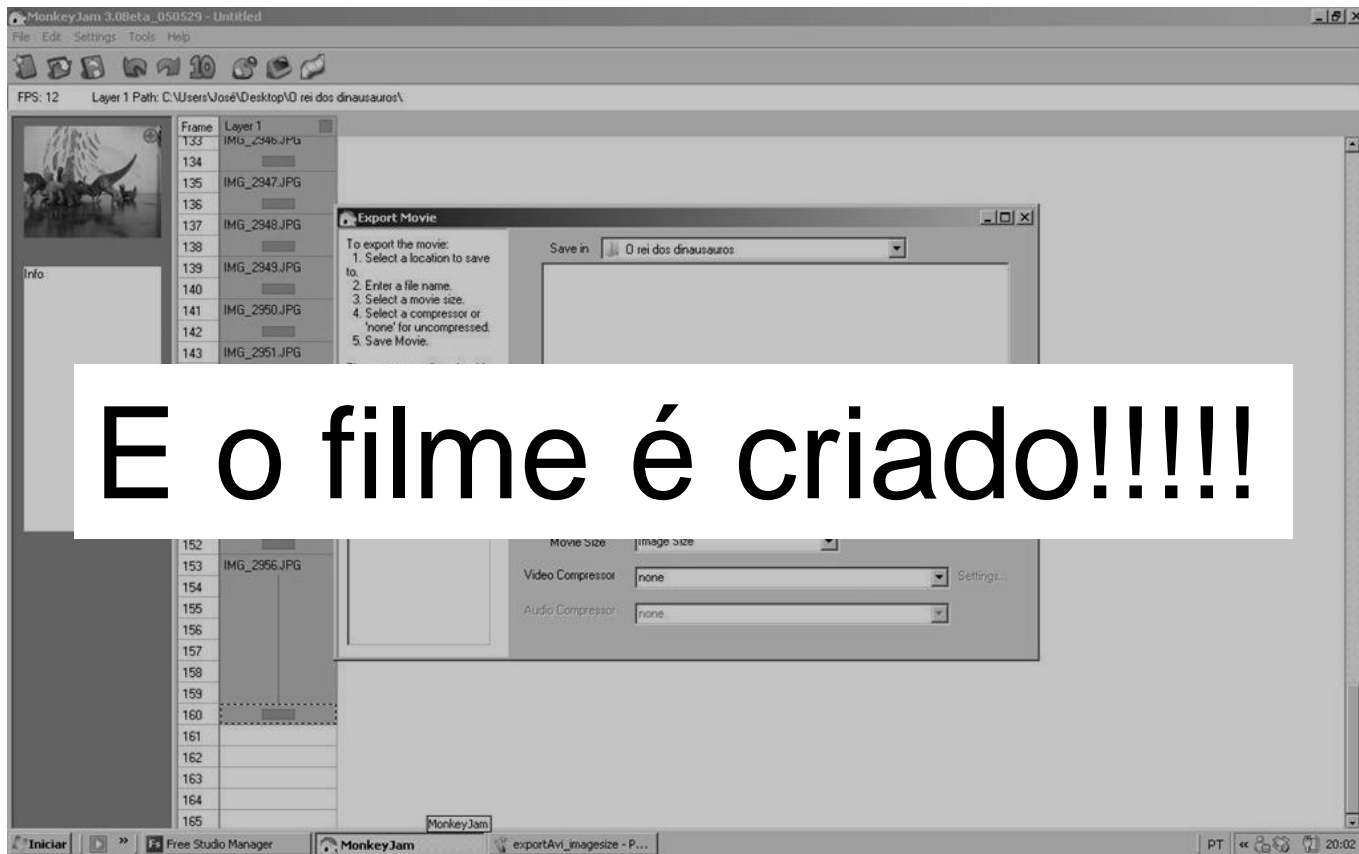 MonkeyJam 3.0Beta_050529 - Untitled
File Edit Settings Tools Help
10
FPS: 12 Layer 1 Path: C:\Users\José\Desktop\O rei dos dinausauros\
Frame Layer 1
133 IMG_2946.JPG
134
135 IMG_2947.JPG
136
137 IMG_2948.JPG
138
139 IMG_2949.JPG
140
141 IMG_2950.JPG
142
143 IMG_2951.JPG
Info
Export Movie
To export the movie:
1. Select a location to save
to.
2. Enter a file name.
3. Select a movie size.
4. Select a compressor or
'none' for uncompressed.
5. Save Movie.
Save in O rei dos dinausauros
E o filme é criado!!!!!
Movie Size Image Size
Video Compressor none Settings...
Audio Compressor none
152
153 IMG_2956.JPG
154
155
156
157
158
159
160
161
162
163
164
165
MonkeyJam
Iniciar » Fs Free Studio Manager MonkeyJam exportAvi_imagesize - P... PT « 20:02